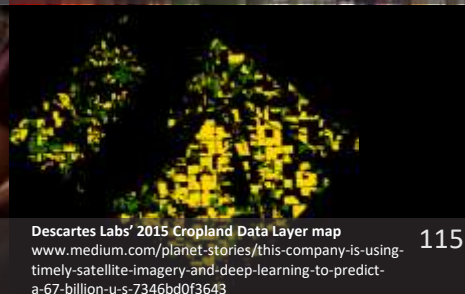 Descartes Labs’ 2015 Cropland Data Layer map
www.medium.com/planet-stories/this-company-is-using-
timely-satellite-imagery-and-deep-learning-to-predict-
a-67-billion-u-s-7346bd0f3643
115